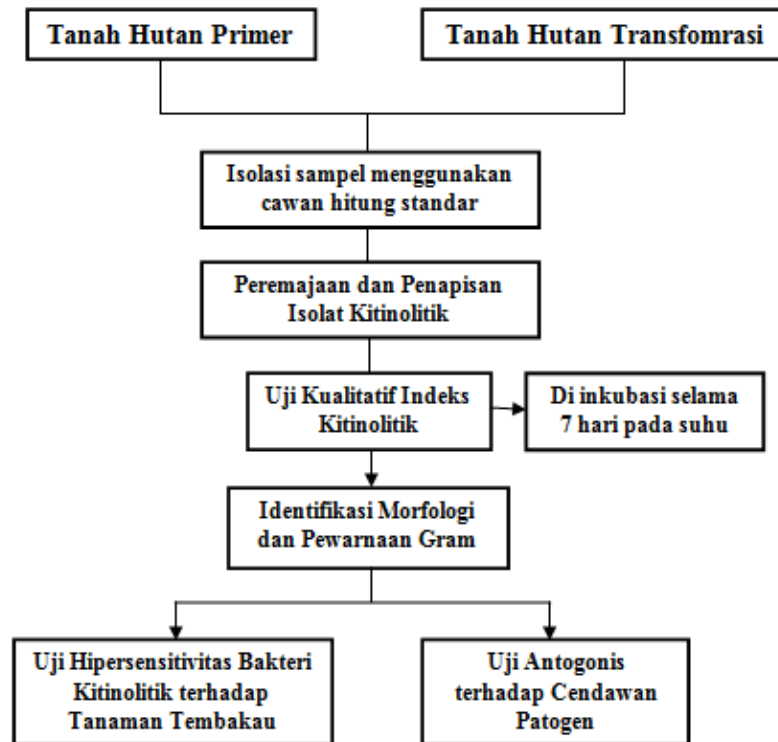 Tanah Hutan Primer
Tanah Hutan Transfomrasi
Isolasi sampel menggunakan
cawan hitung standar
Peremajaan dan Penapisan
Isolat Kitinolitik
Uji Kualitatif Indeks
Kitinolitik
Di inkubasi selama
7 hari pada suhu
Identifikasi Morfologi
dan Pewarnaan Gram
Uji Hipersensitivitas Bakteri
Kitinolitik terhadap
Tanaman Tembakau
Uji Antogonis
terhadap Cendawan
Patogen